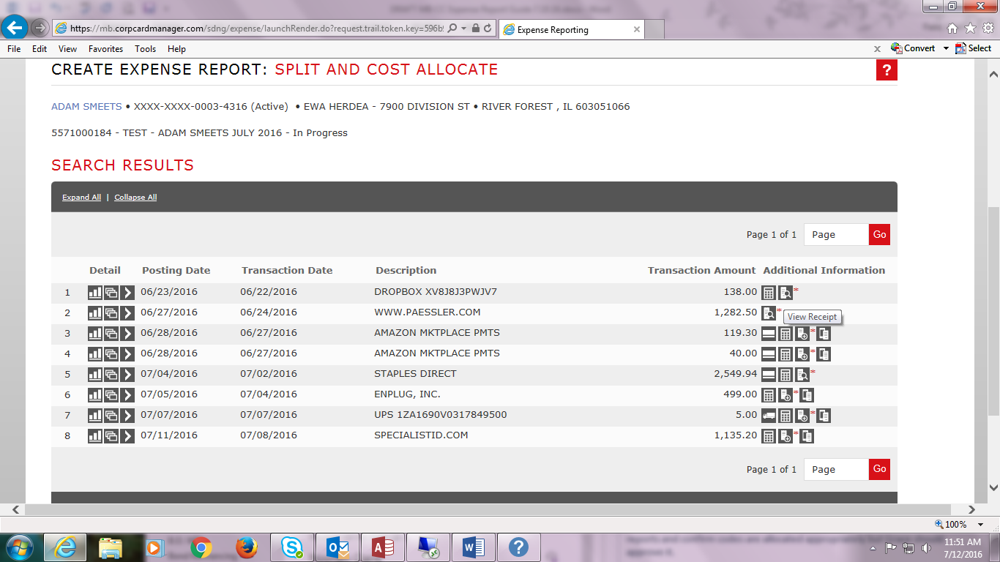 https://mb.corpcardmanager.com/sdng/expense/launchRender.do?request.trail.token.key=596b
Expense Reporting
File Edit View Favorites Tools Help
x Convert Select
CREATE EXPENSE REPORT: SPLIT AND COST ALLOCATE ?
ADAM SMEETS • XXXX-XXXX-0003-4316 (Active) • EWA HERDEA - 7900 DIVISION ST • RIVER FOREST , IL 603051066
5571000184 - TEST - ADAM SMEETS JULY 2016 - In Progress
SEARCH RESULTS
Expand All | Collapse All
Page 1 of 1 Page Go
Detail Posting Date Transaction Date Description Transaction Amount Additional Information
1 06/23/2016 06/22/2016 DROPBOX XV8J8J3PWJV7 138.00 *
2 06/27/2016 06/24/2016 WWW.PAESSLER.COM 1,282.50 *
View Receipt
3 06/28/2016 06/27/2016 AMAZON MKTPLACE PMTS 119.30 *
4 06/28/2016 06/27/2016 AMAZON MKTPLACE PMTS 40.00 *
5 07/04/2016 07/02/2016 STAPLES DIRECT 2,549.94 *
6 07/05/2016 07/04/2016 ENPLUG, INC. 499.00 *
7 07/07/2016 07/07/2016 UPS 1ZA1690V0317849500 5.00 *
8 07/11/2016 07/08/2016 SPECIALISTID.COM 1,135.20 *
Page 1 of 1 Page Go
100%
11:51 AM
7/12/2016